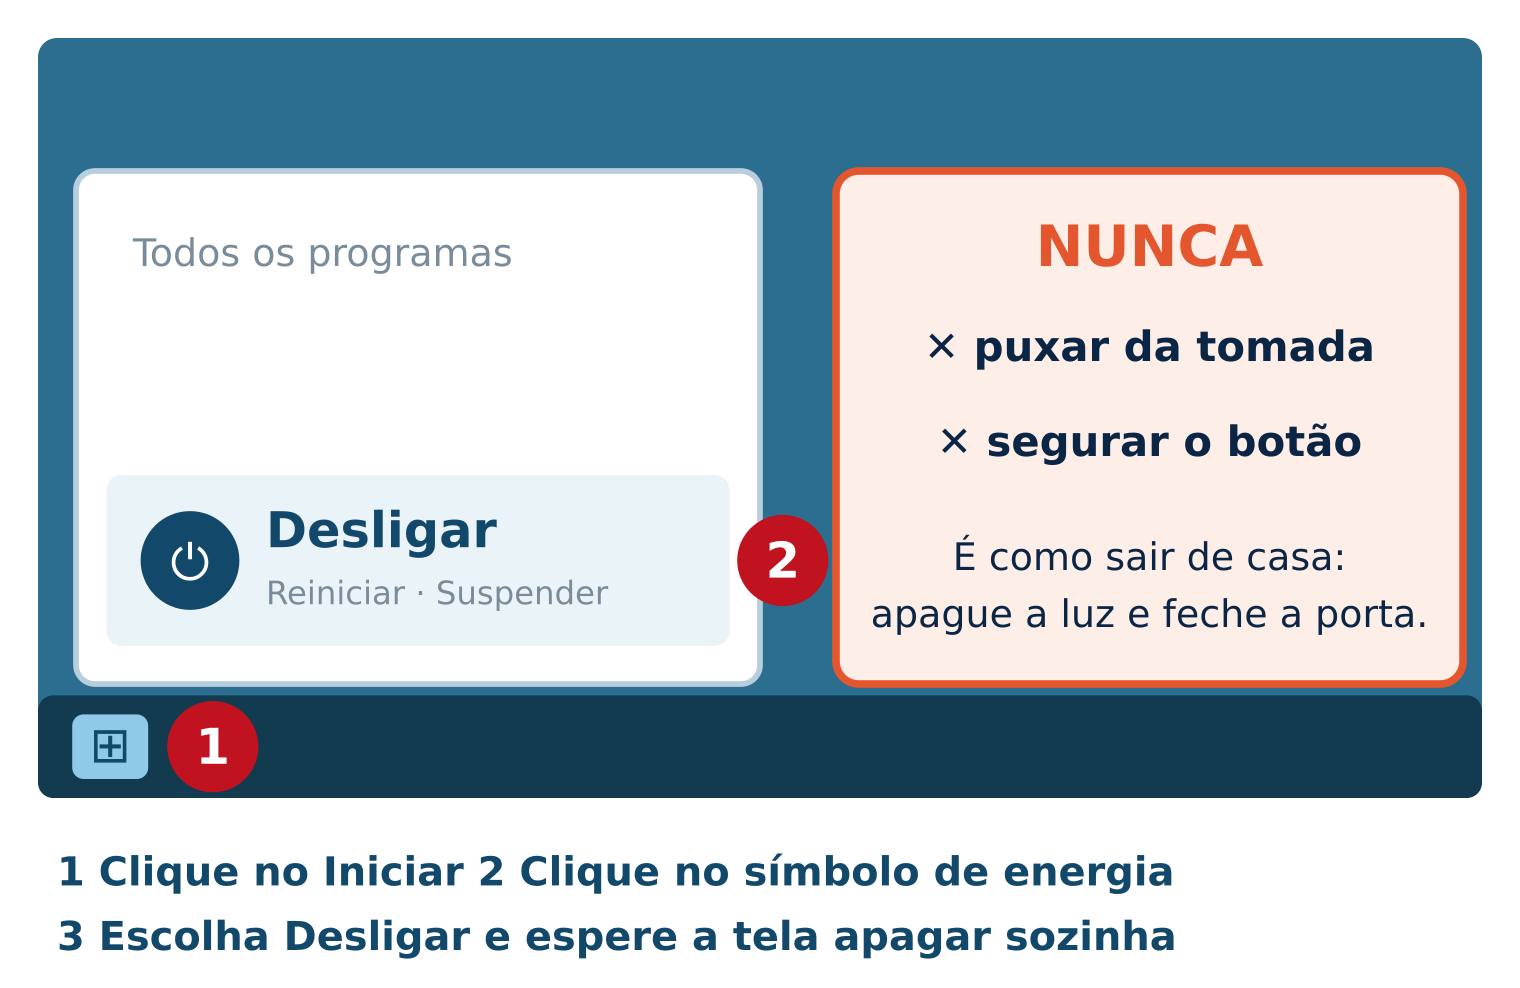 Todos os programas
Desligar
Reiniciar · Suspender
2
NUNCA
✕ puxar da tomada
✕ segurar o botão
É como sair de casa:
apague a luz e feche a porta.
1
1 Clique no Iniciar 2 Clique no símbolo de energia
3 Escolha Desligar e espere a tela apagar sozinha